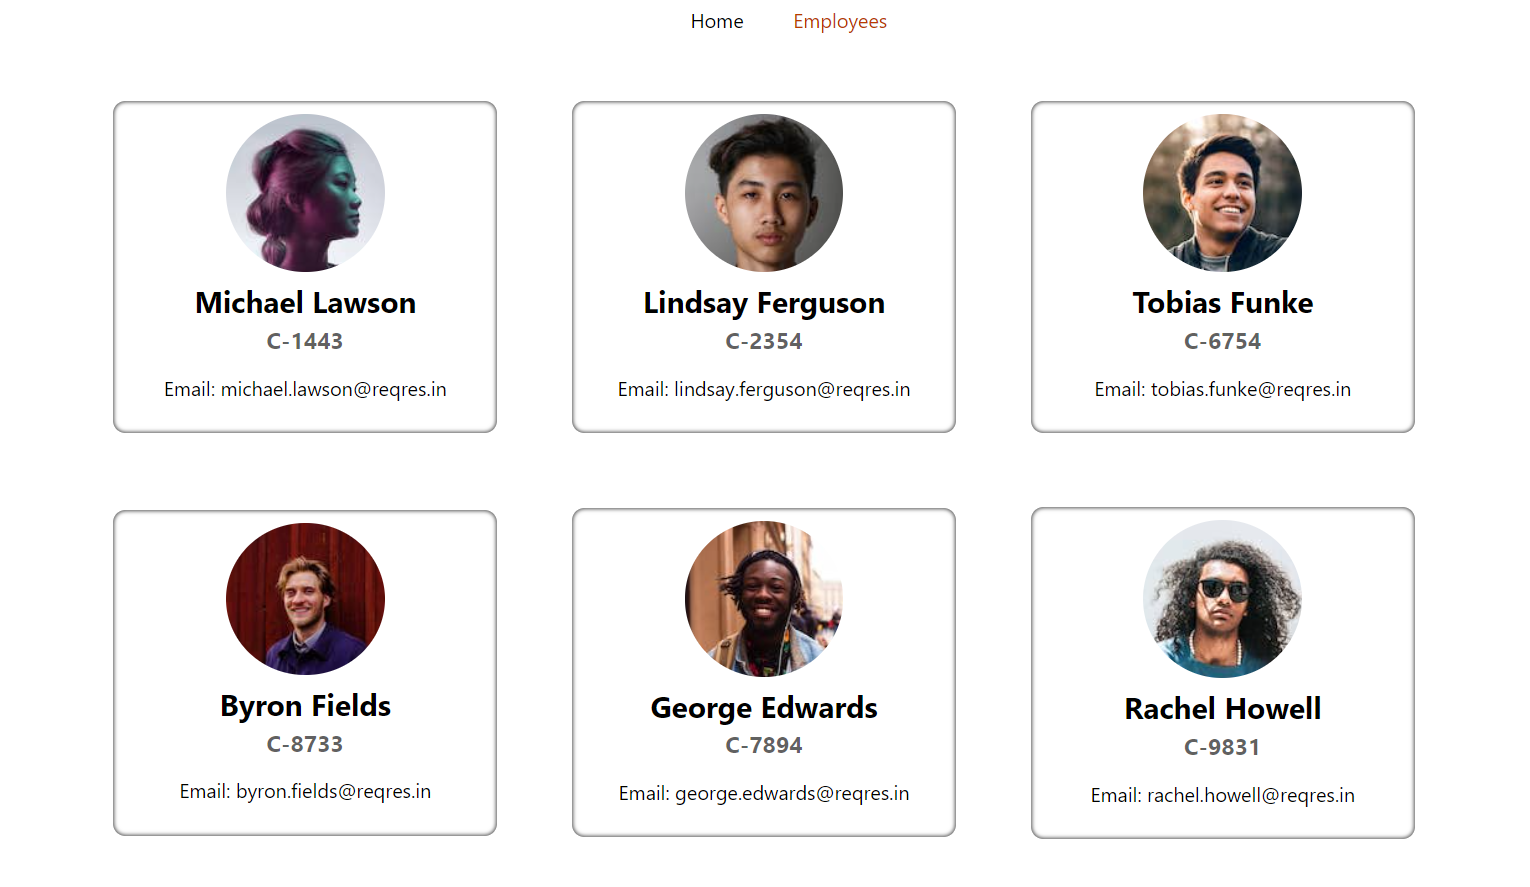 Home Employees
Michael Lawson
C-1443
Email: michael.lawson@reqres.in
Lindsay Ferguson
C-2354
Email: lindsay.ferguson@reqres.in
Tobias Funke
C-6754
Email: tobias.funke@reqres.in
Byron Fields
C-8733
Email: byron.fields@reqres.in
George Edwards
C-7894
Email: george.edwards@reqres.in
Rachel Howell
C-9831
Email: rachel.howell@reqres.in